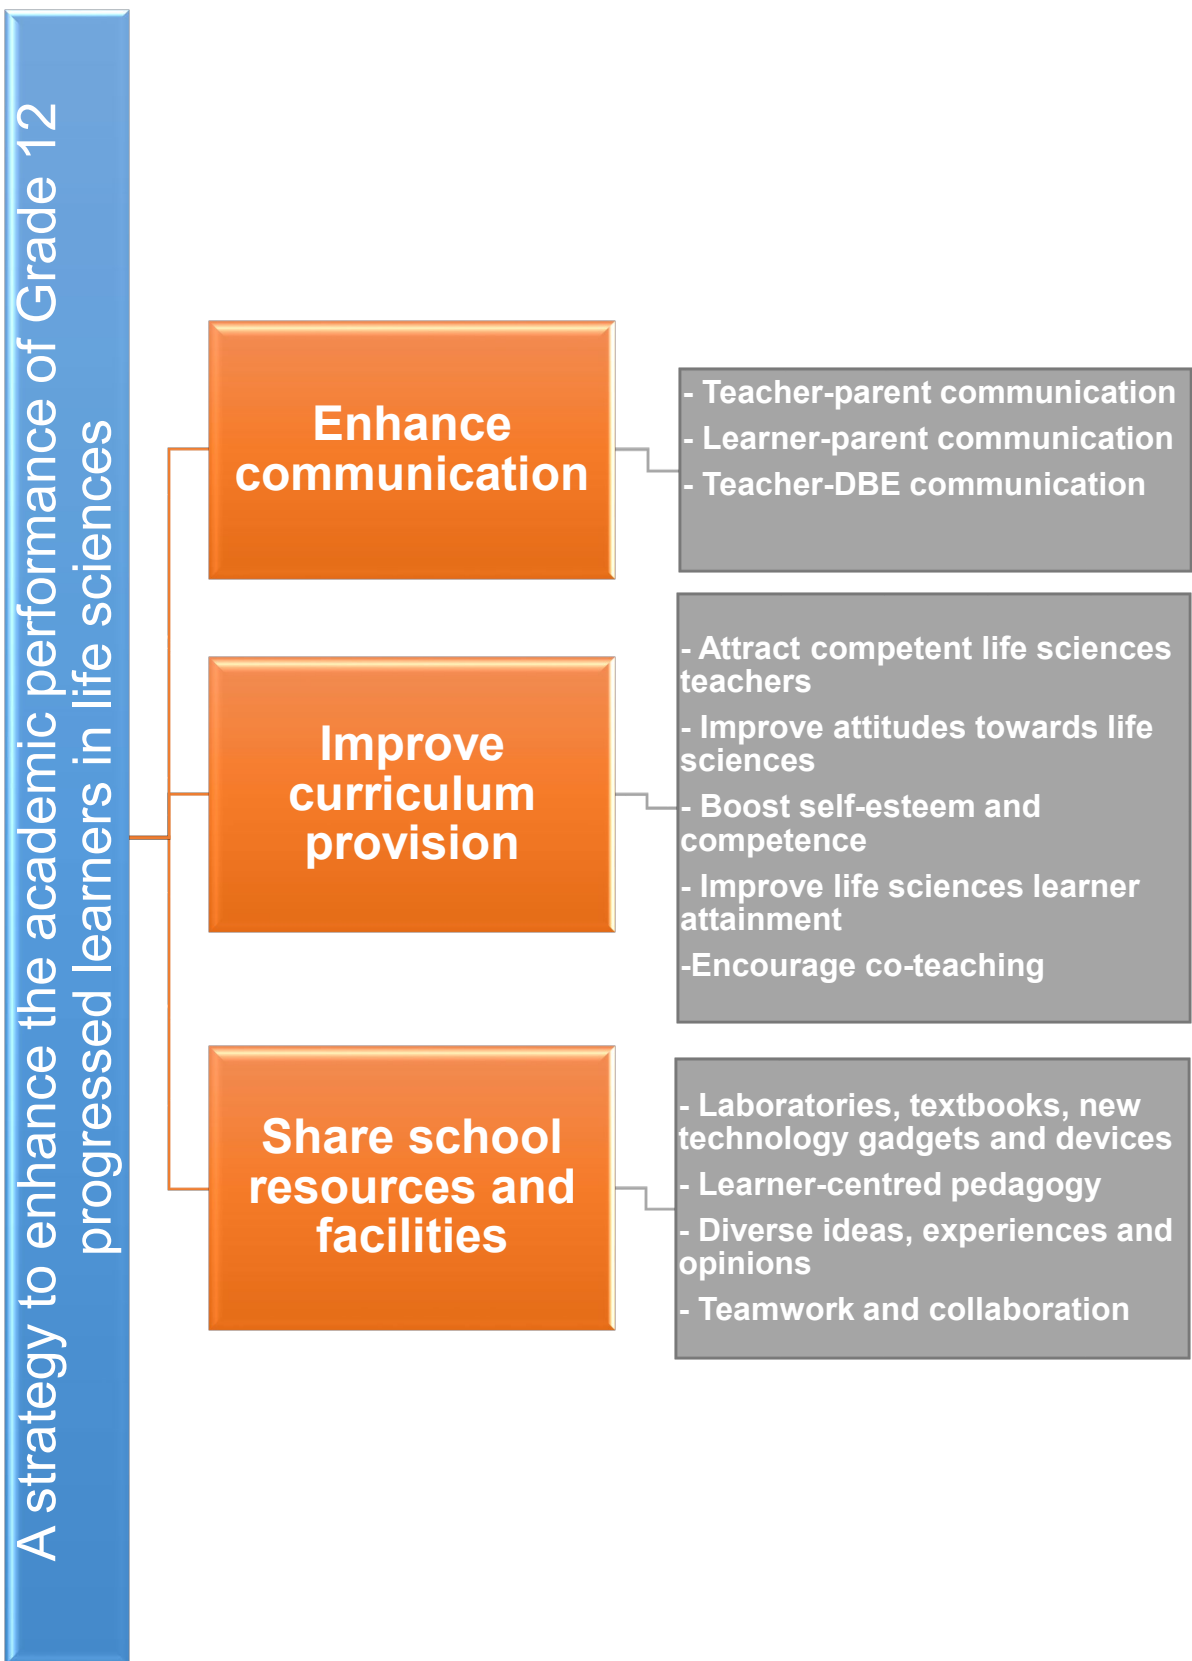 A strategy to enhance the academic performance of Grade 12
progressed learners in life sciences
Enhance
communication
- Teacher-parent communication
- Learner-parent communication
- Teacher-DBE communication
Improve
curriculum
provision
- Attract competent life sciences
teachers
- Improve attitudes towards life
sciences
- Boost self-esteem and
competence
- Improve life sciences learner
attainment
-Encourage co-teaching
Share school
resources and
facilities
- Laboratories, textbooks, new
technology gadgets and devices
- Learner-centred pedagogy
- Diverse ideas, experiences and
opinions
- Teamwork and collaboration